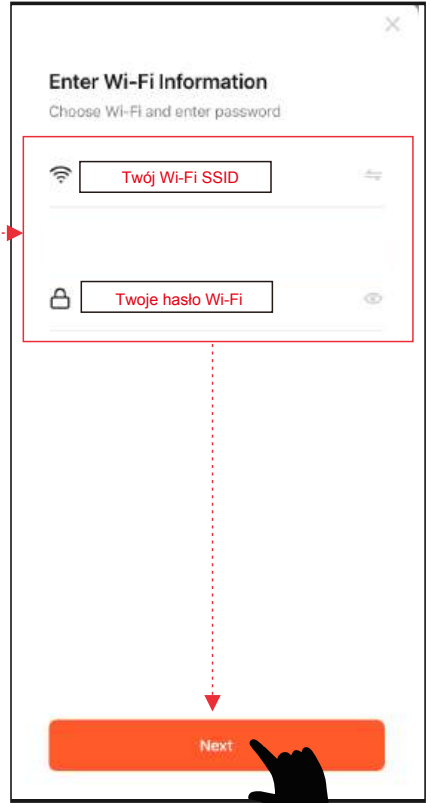 Enter Wi-Fi Information
Choose Wi-Fi and enter password
Twój Wi-Fi SSID
Twoje hasło Wi-Fi
Next